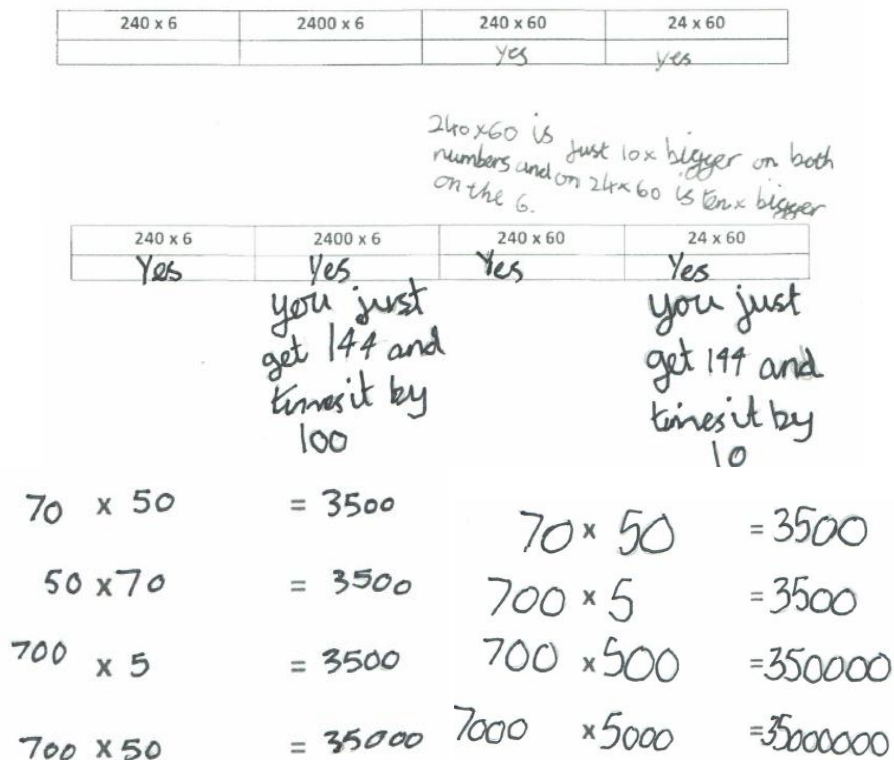 240 x 6 2400 x 6 240 x 60 24 x 60
yes yes
240x60 is just 10x bigger on both
numbers and on 24x60 is ten x bigger
on the 6.
240 x 6 2400 x 6 240 x 60 24 x 60
Yes Yes Yes Yes
you just
get 144 and
times it by
100
you just
get 144 and
times it by
10
70 x 50 = 3500
50 x 70 = 3500
700 x 5 = 3500
700 x 50 = 35000
70 x 50 = 3500
700 x 5 = 3500
700 x 500 = 350000
7000 x 5000 = 35000000